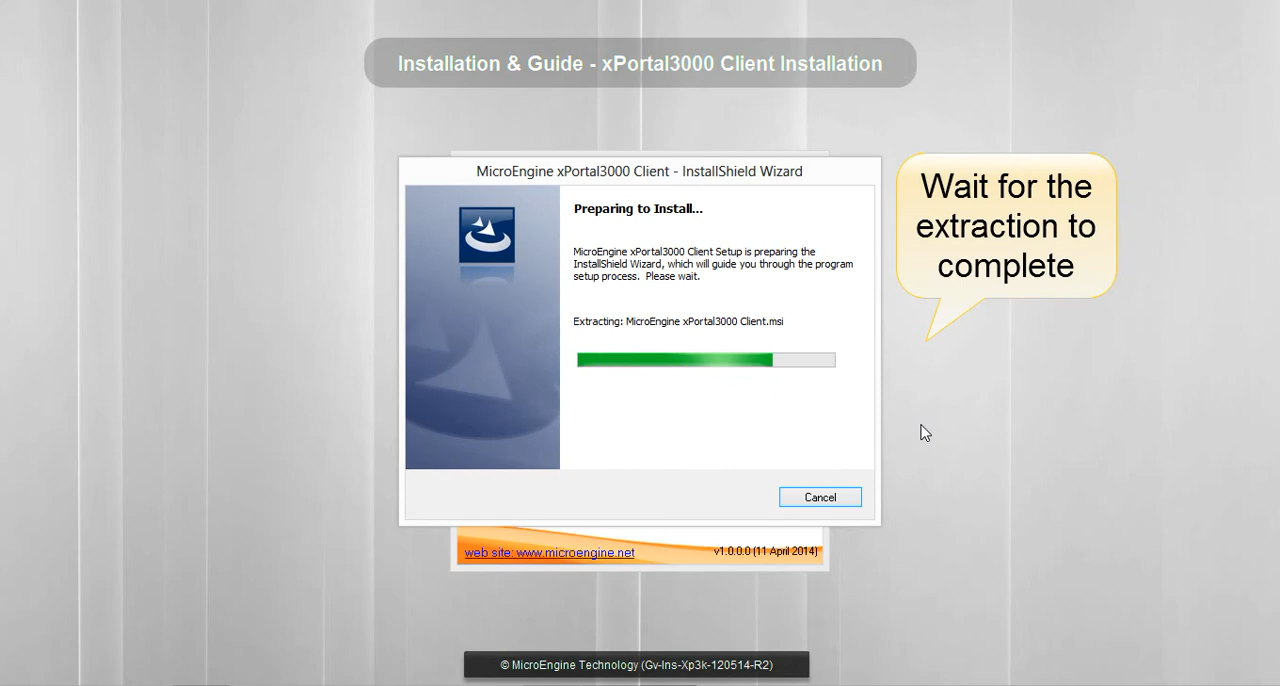 Installation & Guide - xPortal3000 Client Installation
MicroEngine xPortal3000 Client - InstallShield Wizard
Preparing to Install...
MicroEngine xPortal3000 Client Setup is preparing the
InstallShield Wizard, which will guide you through the program
setup process. Please wait.
Extracting: MicroEngine xPortal3000 Client.msi
Cancel
Wait for the
extraction to
complete
web site: www.microengine.net
v1.0.0.0 (11 April 2014)
© MicroEngine Technology (Gv-Ins-Xp3k-120514-R2)